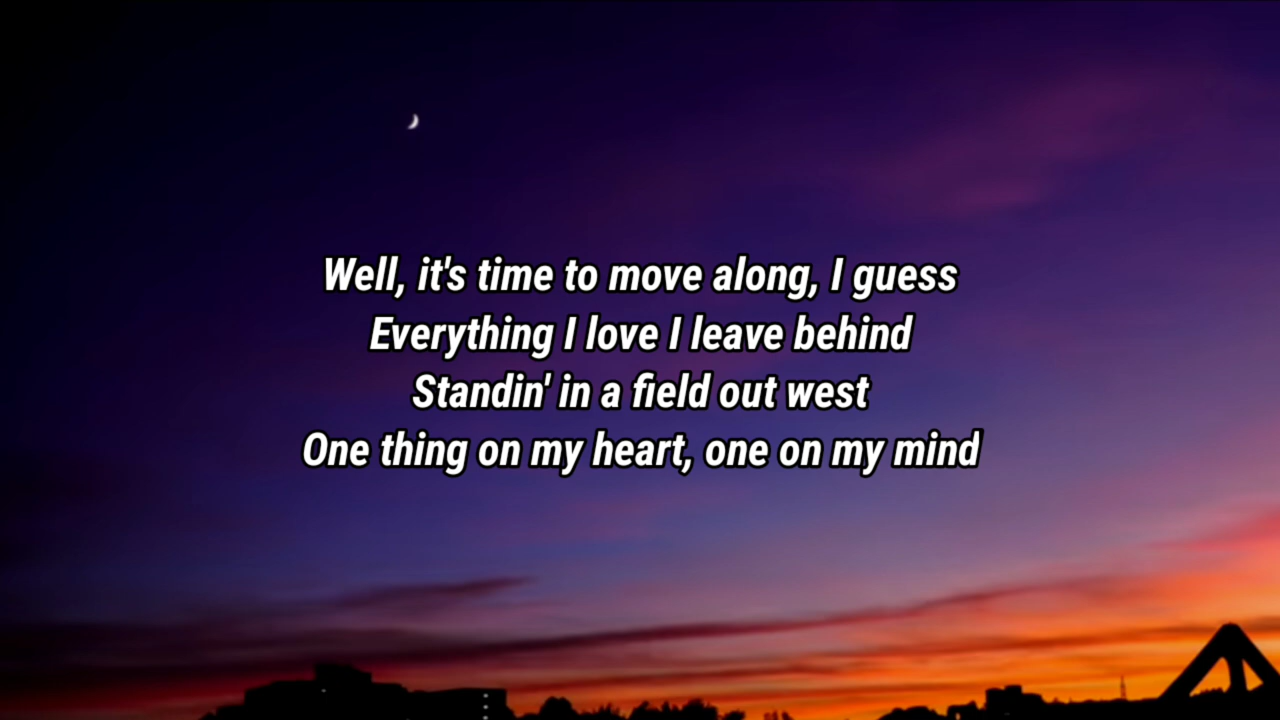 Well, it's time to move along, I guess
Everything I love I leave behind
Standin' in a field out west
One thing on my heart, one on my mind